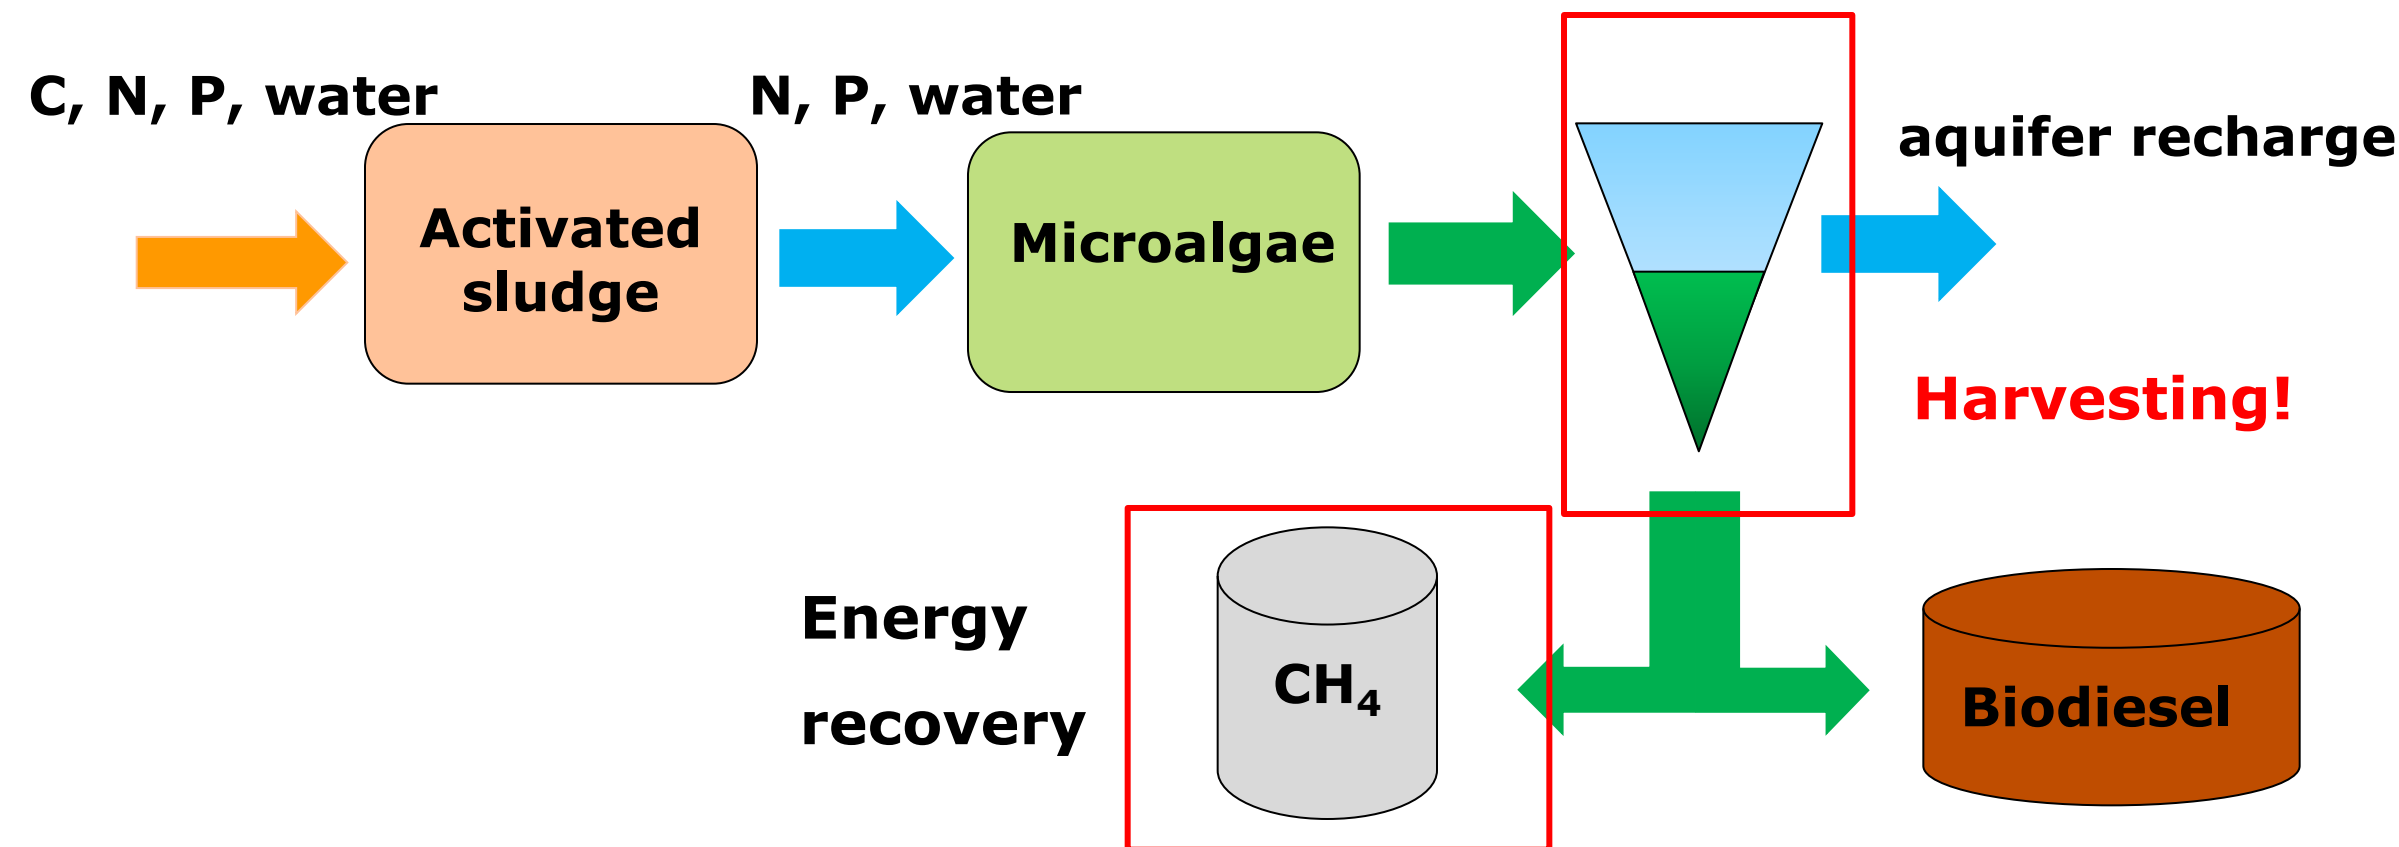 C, N, P, water
N, P, water
aquifer recharge
Activated
sludge
Microalgae
Harvesting!
Energy
recovery
CH₄
Biodiesel